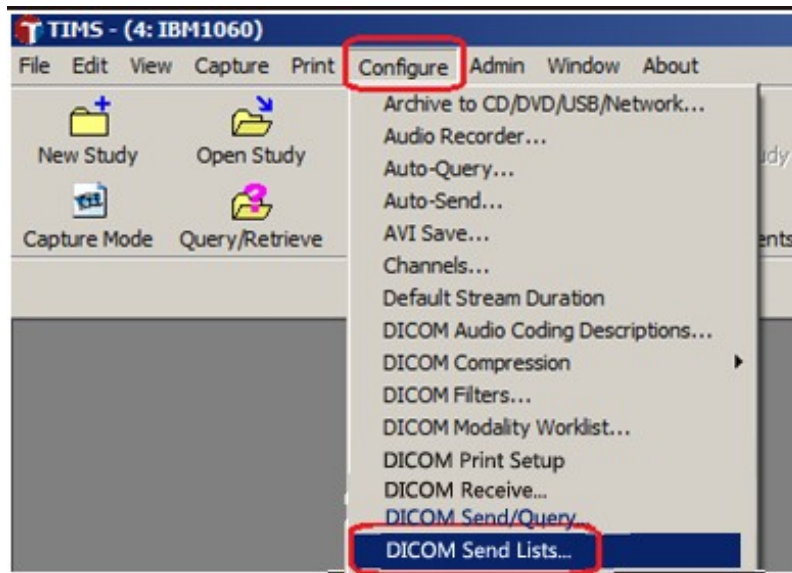 TIMS - (4: IBM1060)
File Edit View Capture Print Configure Admin Window About
New Study Open Study
Capture Mode Query/Retrieve
Archive to CD/DVD/USB/Network...
Audio Recorder...
Auto-Query...
Auto-Send...
AVI Save...
Channels...
Default Stream Duration
DICOM Audio Coding Descriptions...
DICOM Compression
DICOM Filters...
DICOM Modality Worklist...
DICOM Print Setup
DICOM Receive...
DICOM Send/Query...
DICOM Send Lists...